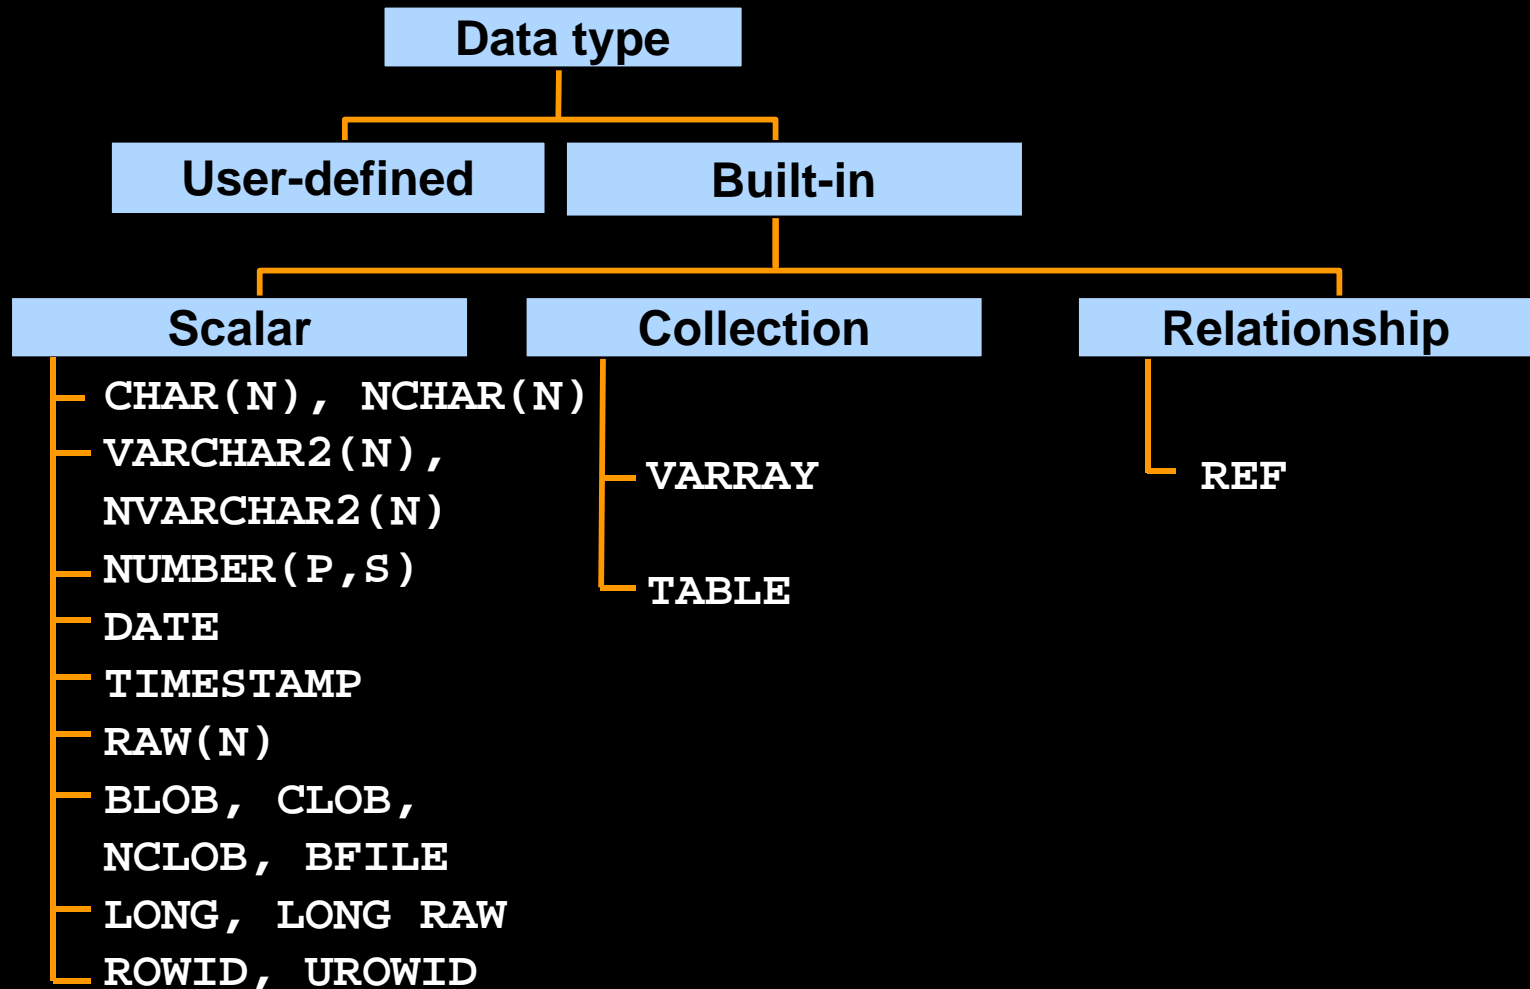 Data type
User-defined
Built-in
Scalar
Collection
Relationship
CHAR(N), NCHAR(N)
VARCHAR2(N),
NVARCHAR2(N)
NUMBER(P,S)
DATE
TIMESTAMP
RAW(N)
BLOB, CLOB,
NCLOB, BFILE
LONG, LONG RAW
ROWID, UROWID
VARRAY
TABLE
REF